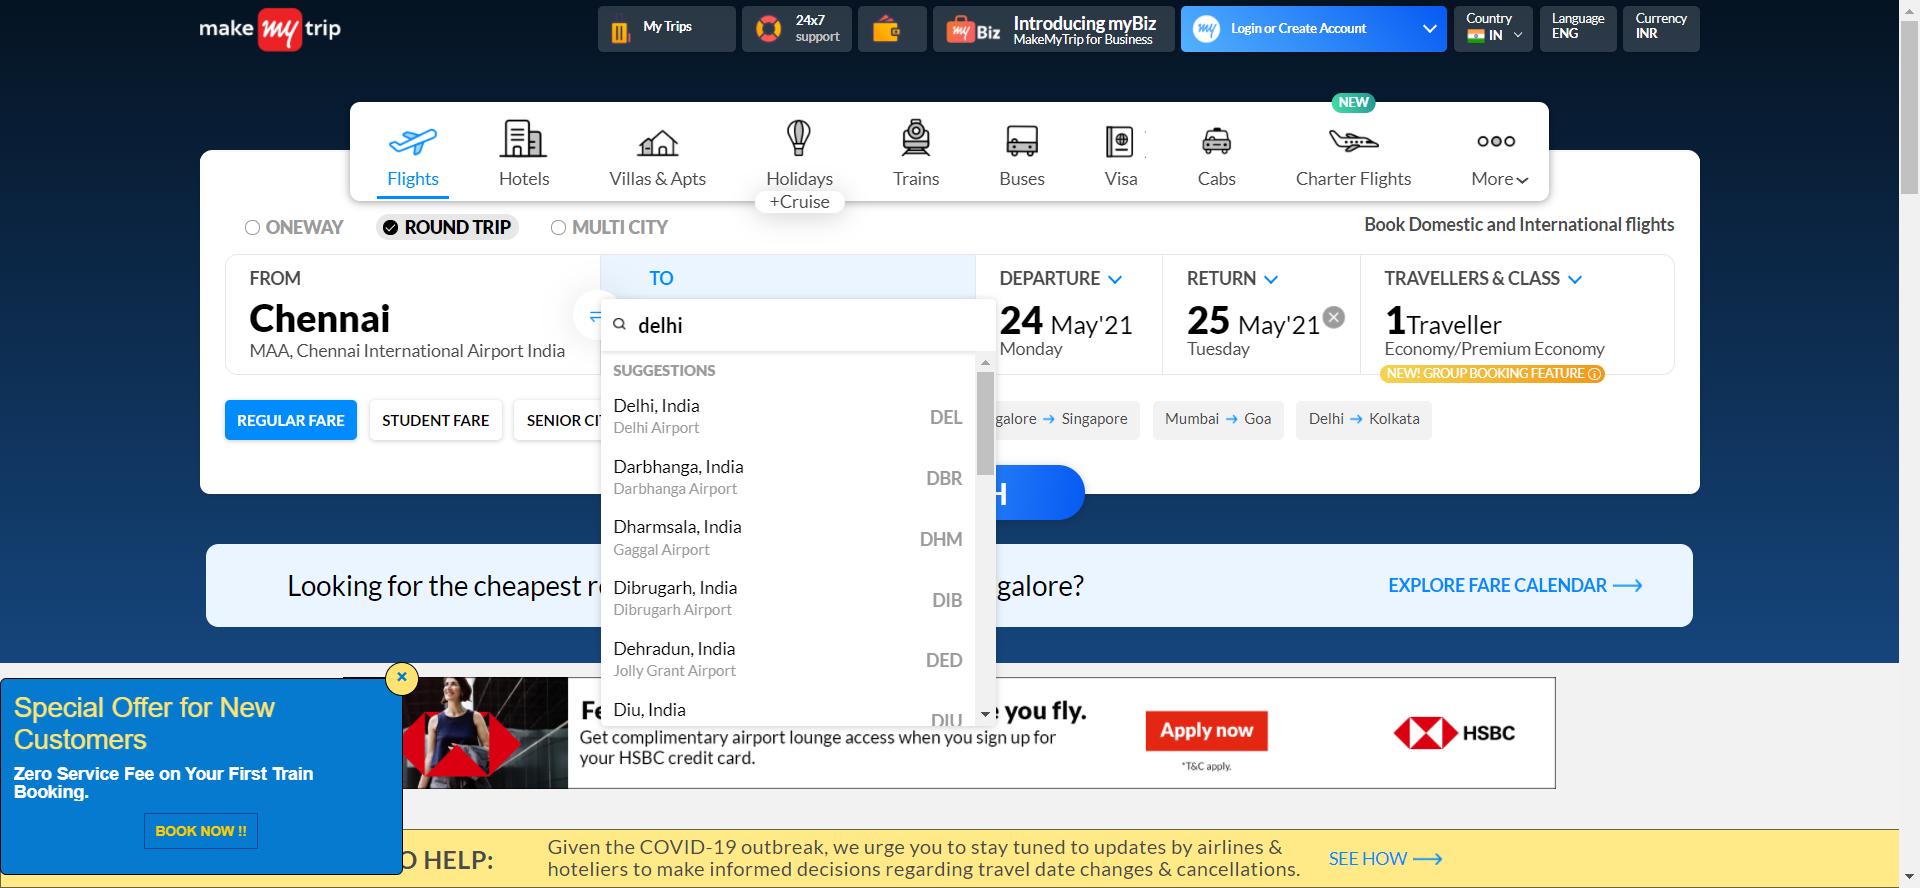 make my trip
My Trips
24x7
support
my Biz
Introducing myBiz
MakeMyTrip for Business
my
Login or Create Account
Country
IN
Language
ENG
Currency
INR
NEW
Flights
Hotels
Villas & Apts
Holidays
+Cruise
Trains
Buses
Visa
Cabs
Charter Flights
More
ONEWAY
ROUND TRIP
MULTI CITY
Book Domestic and International flights
FROM
Chennai
MAA, Chennai International Airport India
TO
delhi
DEPARTURE
24 May'21
Monday
RETURN
25 May'21
Tuesday
TRAVELLERS & CLASS
1Traveller
Economy/Premium Economy
NEW! GROUP BOOKING FEATURE
SUGGESTIONS
Delhi, India
Delhi Airport
DEL
Darbhanga, India
Darbhanga Airport
DBR
Dharmsala, India
Gaggal Airport
DHM
Dibrugarh, India
Dibrugarh Airport
DIB
Dehradun, India
Jolly Grant Airport
DED
Diu, India
DIU
REGULAR FARE
STUDENT FARE
SENIOR CI
galore → Singapore
Mumbai → Goa
Delhi → Kolkata
H
Looking for the cheapest r
galore?
EXPLORE FARE CALENDAR
Special Offer for New
Customers
Zero Service Fee on Your First Train
Booking.
BOOK NOW !!
Fe
you fly.
Get complimentary airport lounge access when you sign up for
your HSBC credit card.
Apply now
*T&C apply.
HSBC
O HELP:
Given the COVID-19 outbreak, we urge you to stay tuned to updates by airlines &
hoteliers to make informed decisions regarding travel date changes & cancellations.
SEE HOW